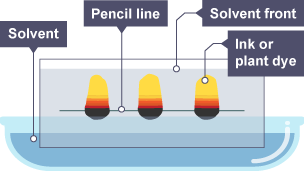 Pencil line
Solvent front
Solvent
Ink or
plant dye